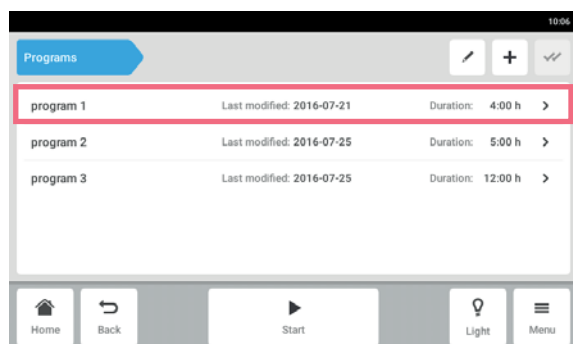 10:06
Programs
program 1 Last modified: 2016-07-21 Duration: 4:00 h
program 2 Last modified: 2016-07-25 Duration: 5:00 h
program 3 Last modified: 2016-07-25 Duration: 12:00 h
Home Back Start Light Menu